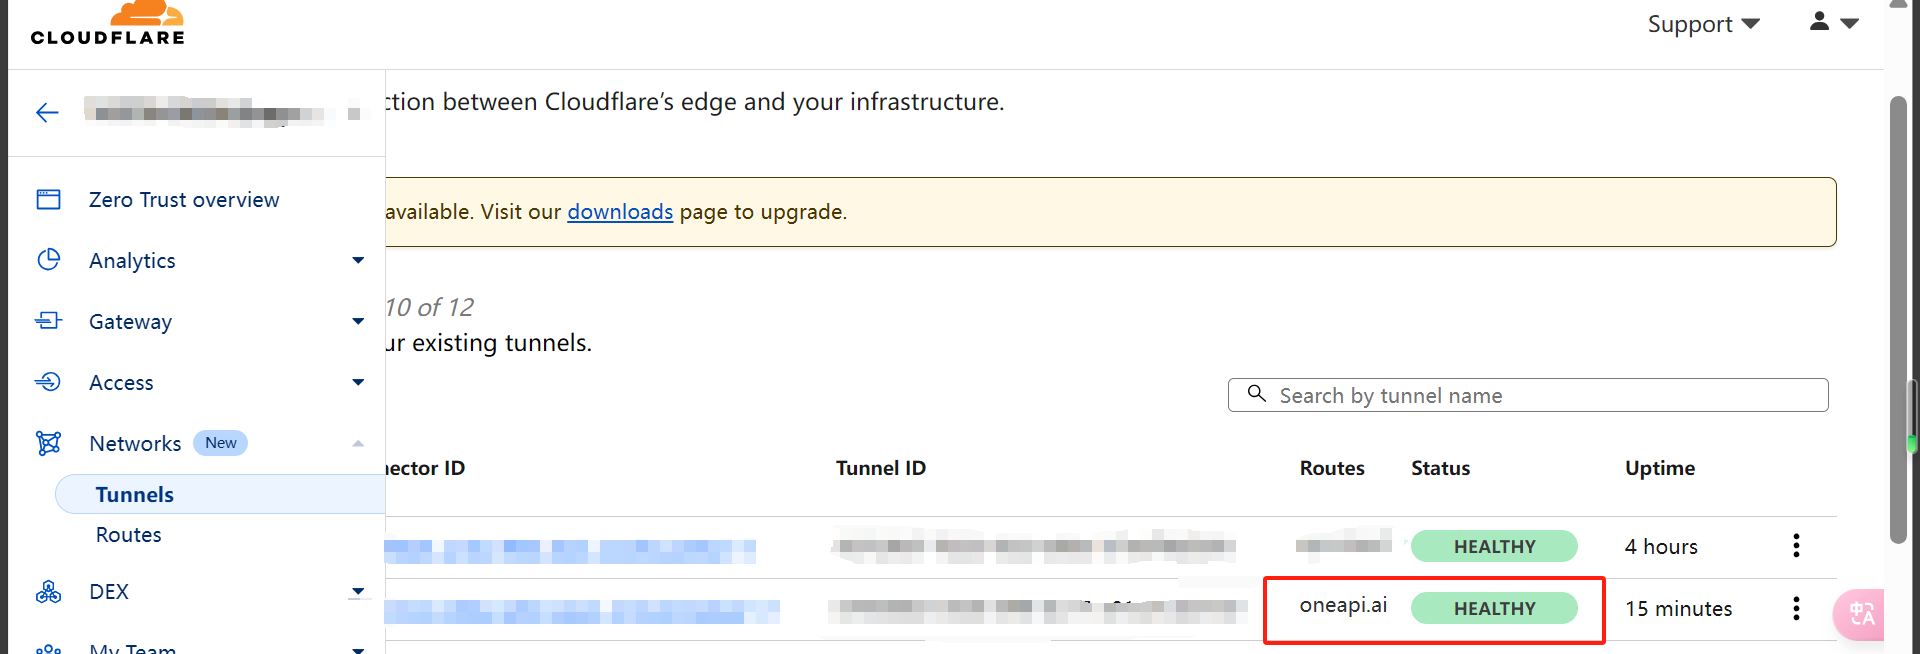 CLOUDFLARE
Support
ction between Cloudflare’s edge and your infrastructure.
Zero Trust overview
available. Visit our downloads page to upgrade.
Analytics
10 of 12
Gateway
ur existing tunnels.
Access
Search by tunnel name
Networks New
nector ID Tunnel ID Routes Status Uptime
Tunnels
Routes
HEALTHY 4 hours
DEX
oneapi.ai HEALTHY 15 minutes
中 A
My Team